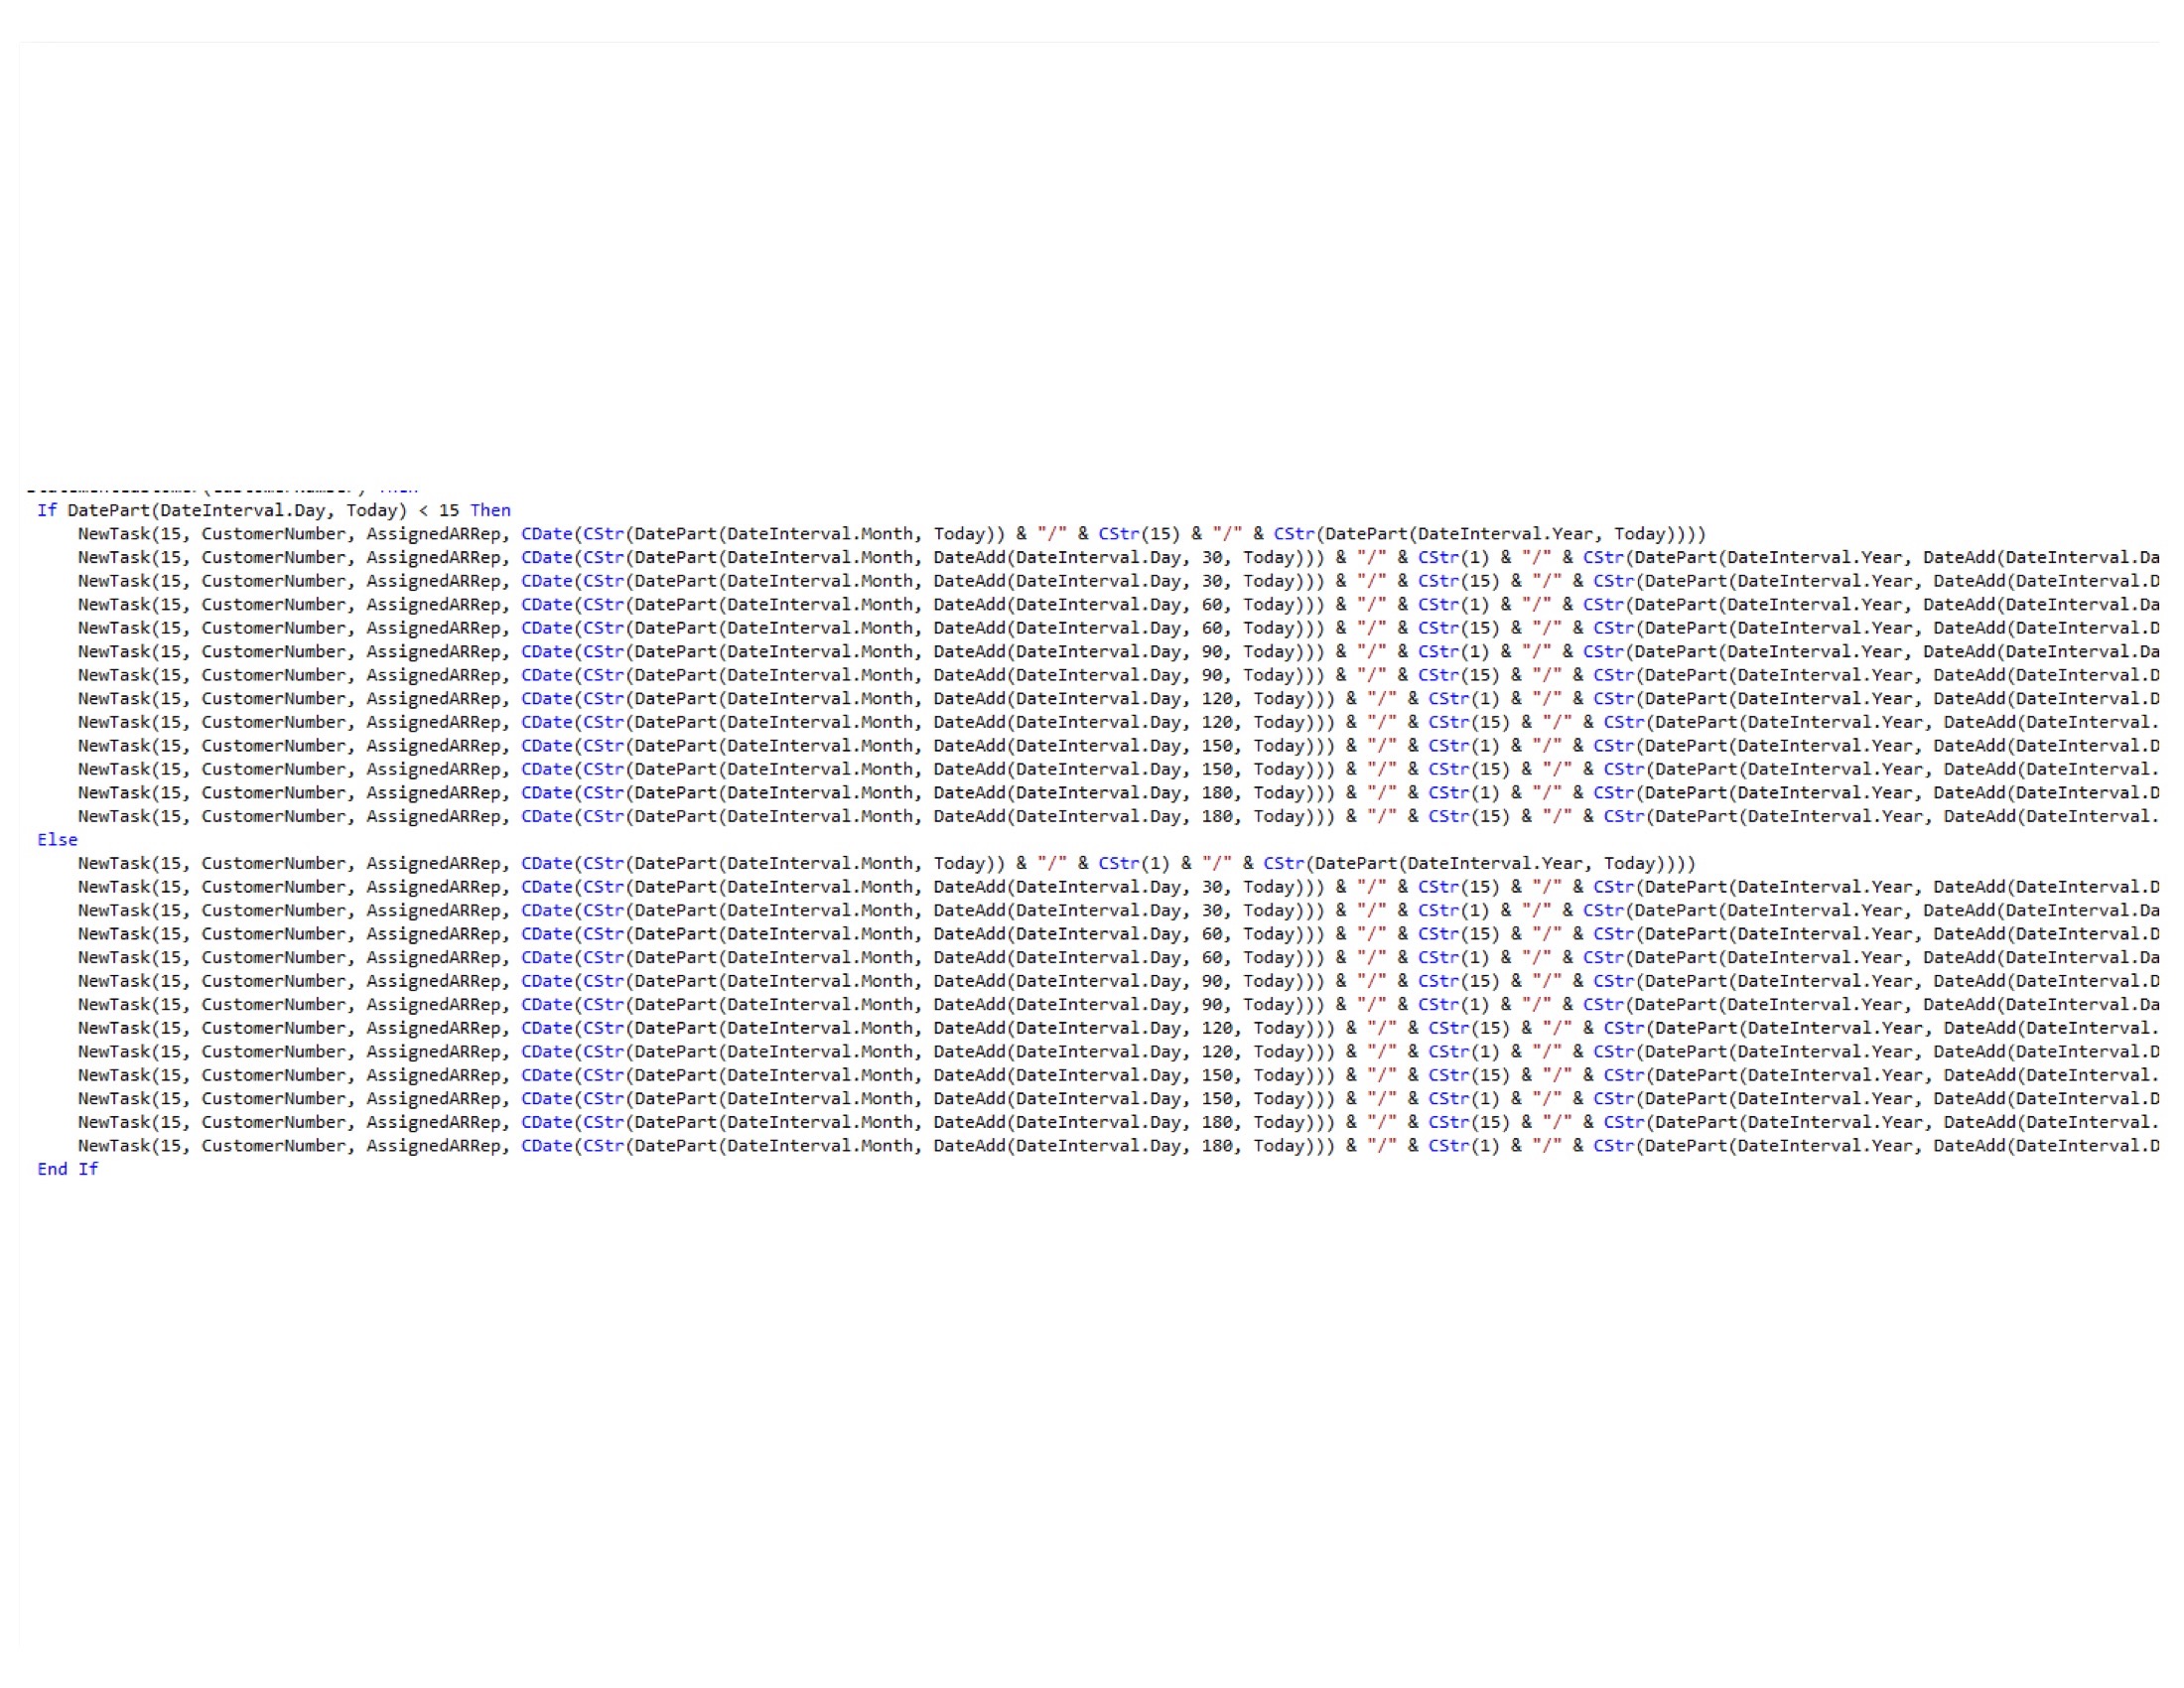 If DatePart(DateInterval.Day, Today) < 15 Then
NewTask(15, CustomerNumber, AssignedARRep, CDate(CStr(DatePart(DateInterval.Month, Today)) & "/" & CStr(15) & "/" & CStr(DatePart(DateInterval.Year, Today))))
NewTask(15, CustomerNumber, AssignedARRep, CDate(CStr(DatePart(DateInterval.Month, DateAdd(DateInterval.Day, 30, Today))) & "/" & CStr(1) & "/" & CStr(DatePart(DateInterval.Year, DateAdd(DateInterval.Da
NewTask(15, CustomerNumber, AssignedARRep, CDate(CStr(DatePart(DateInterval.Month, DateAdd(DateInterval.Day, 30, Today))) & "/" & CStr(15) & "/" & CStr(DatePart(DateInterval.Year, DateAdd(DateInterval.D
NewTask(15, CustomerNumber, AssignedARRep, CDate(CStr(DatePart(DateInterval.Month, DateAdd(DateInterval.Day, 60, Today))) & "/" & CStr(1) & "/" & CStr(DatePart(DateInterval.Year, DateAdd(DateInterval.Da
NewTask(15, CustomerNumber, AssignedARRep, CDate(CStr(DatePart(DateInterval.Month, DateAdd(DateInterval.Day, 60, Today))) & "/" & CStr(15) & "/" & CStr(DatePart(DateInterval.Year, DateAdd(DateInterval.D
NewTask(15, CustomerNumber, AssignedARRep, CDate(CStr(DatePart(DateInterval.Month, DateAdd(DateInterval.Day, 90, Today))) & "/" & CStr(1) & "/" & CStr(DatePart(DateInterval.Year, DateAdd(DateInterval.Da
NewTask(15, CustomerNumber, AssignedARRep, CDate(CStr(DatePart(DateInterval.Month, DateAdd(DateInterval.Day, 90, Today))) & "/" & CStr(15) & "/" & CStr(DatePart(DateInterval.Year, DateAdd(DateInterval.D
NewTask(15, CustomerNumber, AssignedARRep, CDate(CStr(DatePart(DateInterval.Month, DateAdd(DateInterval.Day, 120, Today))) & "/" & CStr(1) & "/" & CStr(DatePart(DateInterval.Year, DateAdd(DateInterval.D
NewTask(15, CustomerNumber, AssignedARRep, CDate(CStr(DatePart(DateInterval.Month, DateAdd(DateInterval.Day, 120, Today))) & "/" & CStr(15) & "/" & CStr(DatePart(DateInterval.Year, DateAdd(DateInterval.
NewTask(15, CustomerNumber, AssignedARRep, CDate(CStr(DatePart(DateInterval.Month, DateAdd(DateInterval.Day, 150, Today))) & "/" & CStr(1) & "/" & CStr(DatePart(DateInterval.Year, DateAdd(DateInterval.D
NewTask(15, CustomerNumber, AssignedARRep, CDate(CStr(DatePart(DateInterval.Month, DateAdd(DateInterval.Day, 150, Today))) & "/" & CStr(15) & "/" & CStr(DatePart(DateInterval.Year, DateAdd(DateInterval.
NewTask(15, CustomerNumber, AssignedARRep, CDate(CStr(DatePart(DateInterval.Month, DateAdd(DateInterval.Day, 180, Today))) & "/" & CStr(1) & "/" & CStr(DatePart(DateInterval.Year, DateAdd(DateInterval.D
NewTask(15, CustomerNumber, AssignedARRep, CDate(CStr(DatePart(DateInterval.Month, DateAdd(DateInterval.Day, 180, Today))) & "/" & CStr(15) & "/" & CStr(DatePart(DateInterval.Year, DateAdd(DateInterval.
Else
NewTask(15, CustomerNumber, AssignedARRep, CDate(CStr(DatePart(DateInterval.Month, Today)) & "/" & CStr(1) & "/" & CStr(DatePart(DateInterval.Year, Today))))
NewTask(15, CustomerNumber, AssignedARRep, CDate(CStr(DatePart(DateInterval.Month, DateAdd(DateInterval.Day, 30, Today))) & "/" & CStr(15) & "/" & CStr(DatePart(DateInterval.Year, DateAdd(DateInterval.D
NewTask(15, CustomerNumber, AssignedARRep, CDate(CStr(DatePart(DateInterval.Month, DateAdd(DateInterval.Day, 30, Today))) & "/" & CStr(1) & "/" & CStr(DatePart(DateInterval.Year, DateAdd(DateInterval.Da
NewTask(15, CustomerNumber, AssignedARRep, CDate(CStr(DatePart(DateInterval.Month, DateAdd(DateInterval.Day, 60, Today))) & "/" & CStr(15) & "/" & CStr(DatePart(DateInterval.Year, DateAdd(DateInterval.D
NewTask(15, CustomerNumber, AssignedARRep, CDate(CStr(DatePart(DateInterval.Month, DateAdd(DateInterval.Day, 60, Today))) & "/" & CStr(1) & "/" & CStr(DatePart(DateInterval.Year, DateAdd(DateInterval.Da
NewTask(15, CustomerNumber, AssignedARRep, CDate(CStr(DatePart(DateInterval.Month, DateAdd(DateInterval.Day, 90, Today))) & "/" & CStr(15) & "/" & CStr(DatePart(DateInterval.Year, DateAdd(DateInterval.D
NewTask(15, CustomerNumber, AssignedARRep, CDate(CStr(DatePart(DateInterval.Month, DateAdd(DateInterval.Day, 90, Today))) & "/" & CStr(1) & "/" & CStr(DatePart(DateInterval.Year, DateAdd(DateInterval.Da
NewTask(15, CustomerNumber, AssignedARRep, CDate(CStr(DatePart(DateInterval.Month, DateAdd(DateInterval.Day, 120, Today))) & "/" & CStr(15) & "/" & CStr(DatePart(DateInterval.Year, DateAdd(DateInterval.
NewTask(15, CustomerNumber, AssignedARRep, CDate(CStr(DatePart(DateInterval.Month, DateAdd(DateInterval.Day, 120, Today))) & "/" & CStr(1) & "/" & CStr(DatePart(DateInterval.Year, DateAdd(DateInterval.D
NewTask(15, CustomerNumber, AssignedARRep, CDate(CStr(DatePart(DateInterval.Month, DateAdd(DateInterval.Day, 150, Today))) & "/" & CStr(15) & "/" & CStr(DatePart(DateInterval.Year, DateAdd(DateInterval.
NewTask(15, CustomerNumber, AssignedARRep, CDate(CStr(DatePart(DateInterval.Month, DateAdd(DateInterval.Day, 150, Today))) & "/" & CStr(1) & "/" & CStr(DatePart(DateInterval.Year, DateAdd(DateInterval.D
NewTask(15, CustomerNumber, AssignedARRep, CDate(CStr(DatePart(DateInterval.Month, DateAdd(DateInterval.Day, 180, Today))) & "/" & CStr(15) & "/" & CStr(DatePart(DateInterval.Year, DateAdd(DateInterval.
NewTask(15, CustomerNumber, AssignedARRep, CDate(CStr(DatePart(DateInterval.Month, DateAdd(DateInterval.Day, 180, Today))) & "/" & CStr(1) & "/" & CStr(DatePart(DateInterval.Year, DateAdd(DateInterval.D
End If